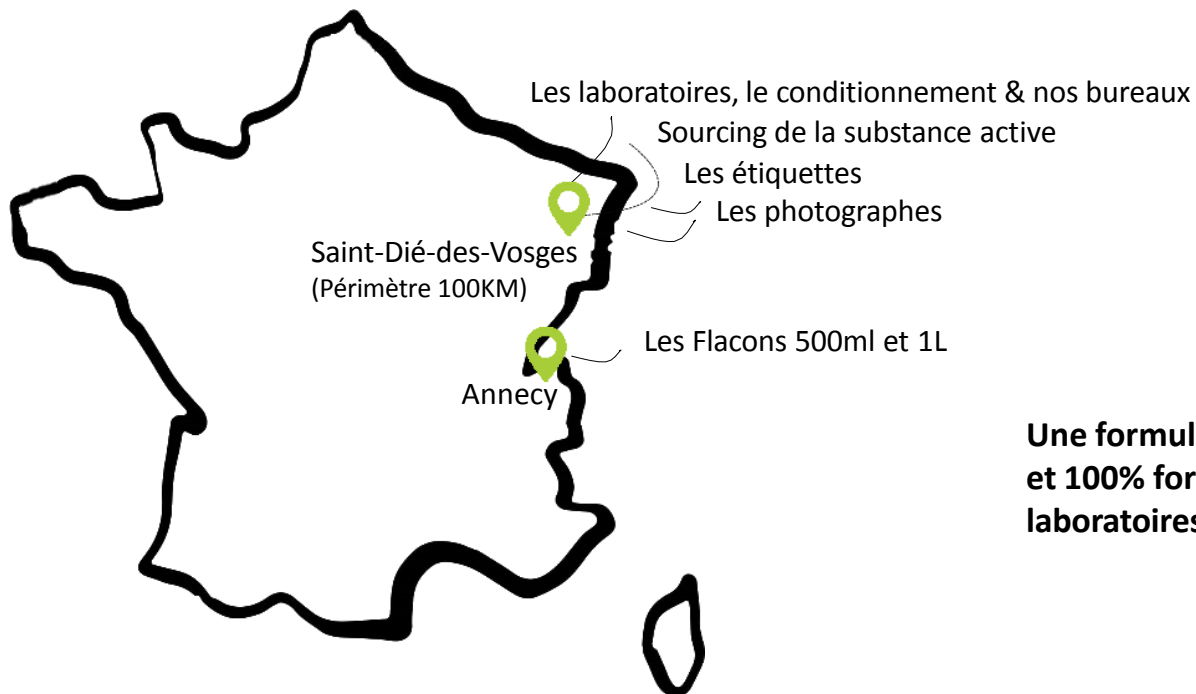 Les laboratoires, le conditionnement & nos bureaux
Sourcing de la substance active
Les étiquettes
Les photographes
Saint-Dié-des-Vosges
(Périmètre 100KM)
Les Flacons 500ml et 1L
Annecy
Une formul
et 100% for
laboratoires